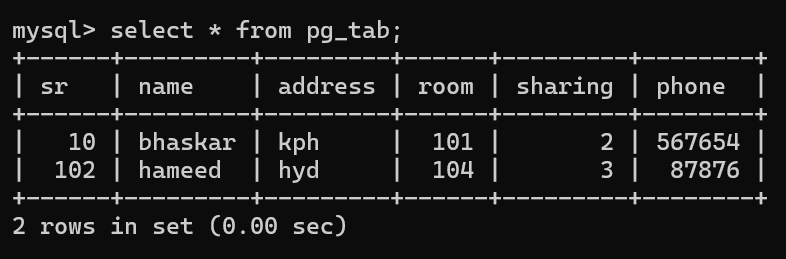 mysql> select * from pg_tab;
+------+---------+---------+------+---------+--------+
| sr   | name    | address | room | sharing | phone  |
+------+---------+---------+------+---------+--------+
|   10 | bhaskar | kph     |  101 |       2 | 567654 |
|  102 | hameed  | hyd     |  104 |       3 |  87876 |
+------+---------+---------+------+---------+--------+
2 rows in set (0.00 sec)